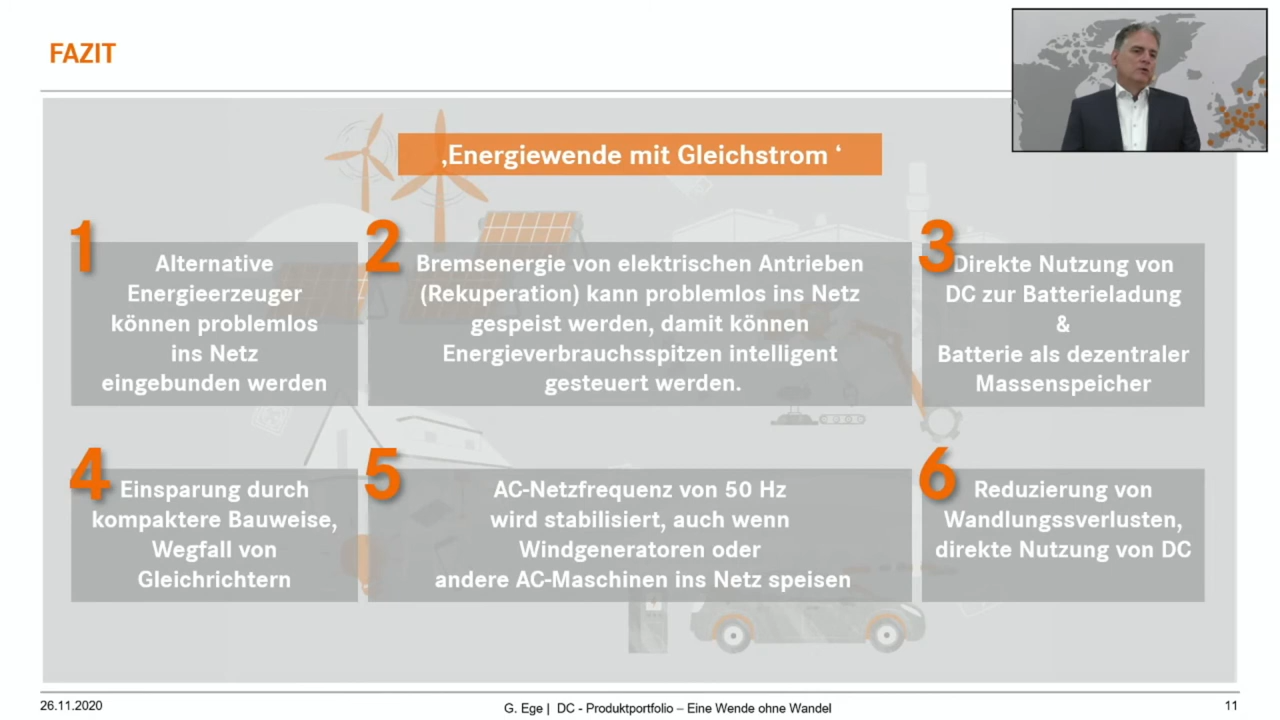 FAZIT
‚Energiewende mit Gleichstrom ‘
1
Alternative
Energieerzeuger
können problemlos
ins Netz
eingebunden werden
2
Bremsenergie von elektrischen Antrieben
(Rekuperation) kann problemlos ins Netz
gespeist werden, damit können
Energieverbrauchsspitzen intelligent
gesteuert werden.
3
Direkte Nutzung von
DC zur Batterieladung
&
Batterie als dezentraler
Massenspeicher
4
Einsparung durch
kompaktere Bauweise,
Wegfall von
Gleichrichtern
5
AC-Netzfrequenz von 50 Hz
wird stabilisiert, auch wenn
Windgeneratoren oder
andere AC-Maschinen ins Netz speisen
6
Reduzierung von
Wandlungssverlusten,
direkte Nutzung von DC
26.11.2020
G. Ege | DC - Produktportfolio – Eine Wende ohne Wandel
11